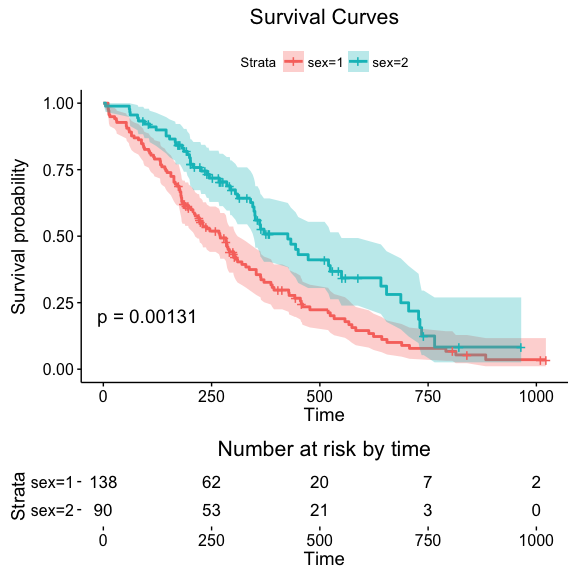 Survival Curves
Strata sex=1 sex=2
Survival probability
1.00
0.75
0.50
0.25
0.00
p = 0.00131
0 250 500 750 1000
Time
Number at risk by time
Strata
sex=1 138 62 20 7 2
sex=2 90 53 21 3 0
0 250 500 750 1000
Time